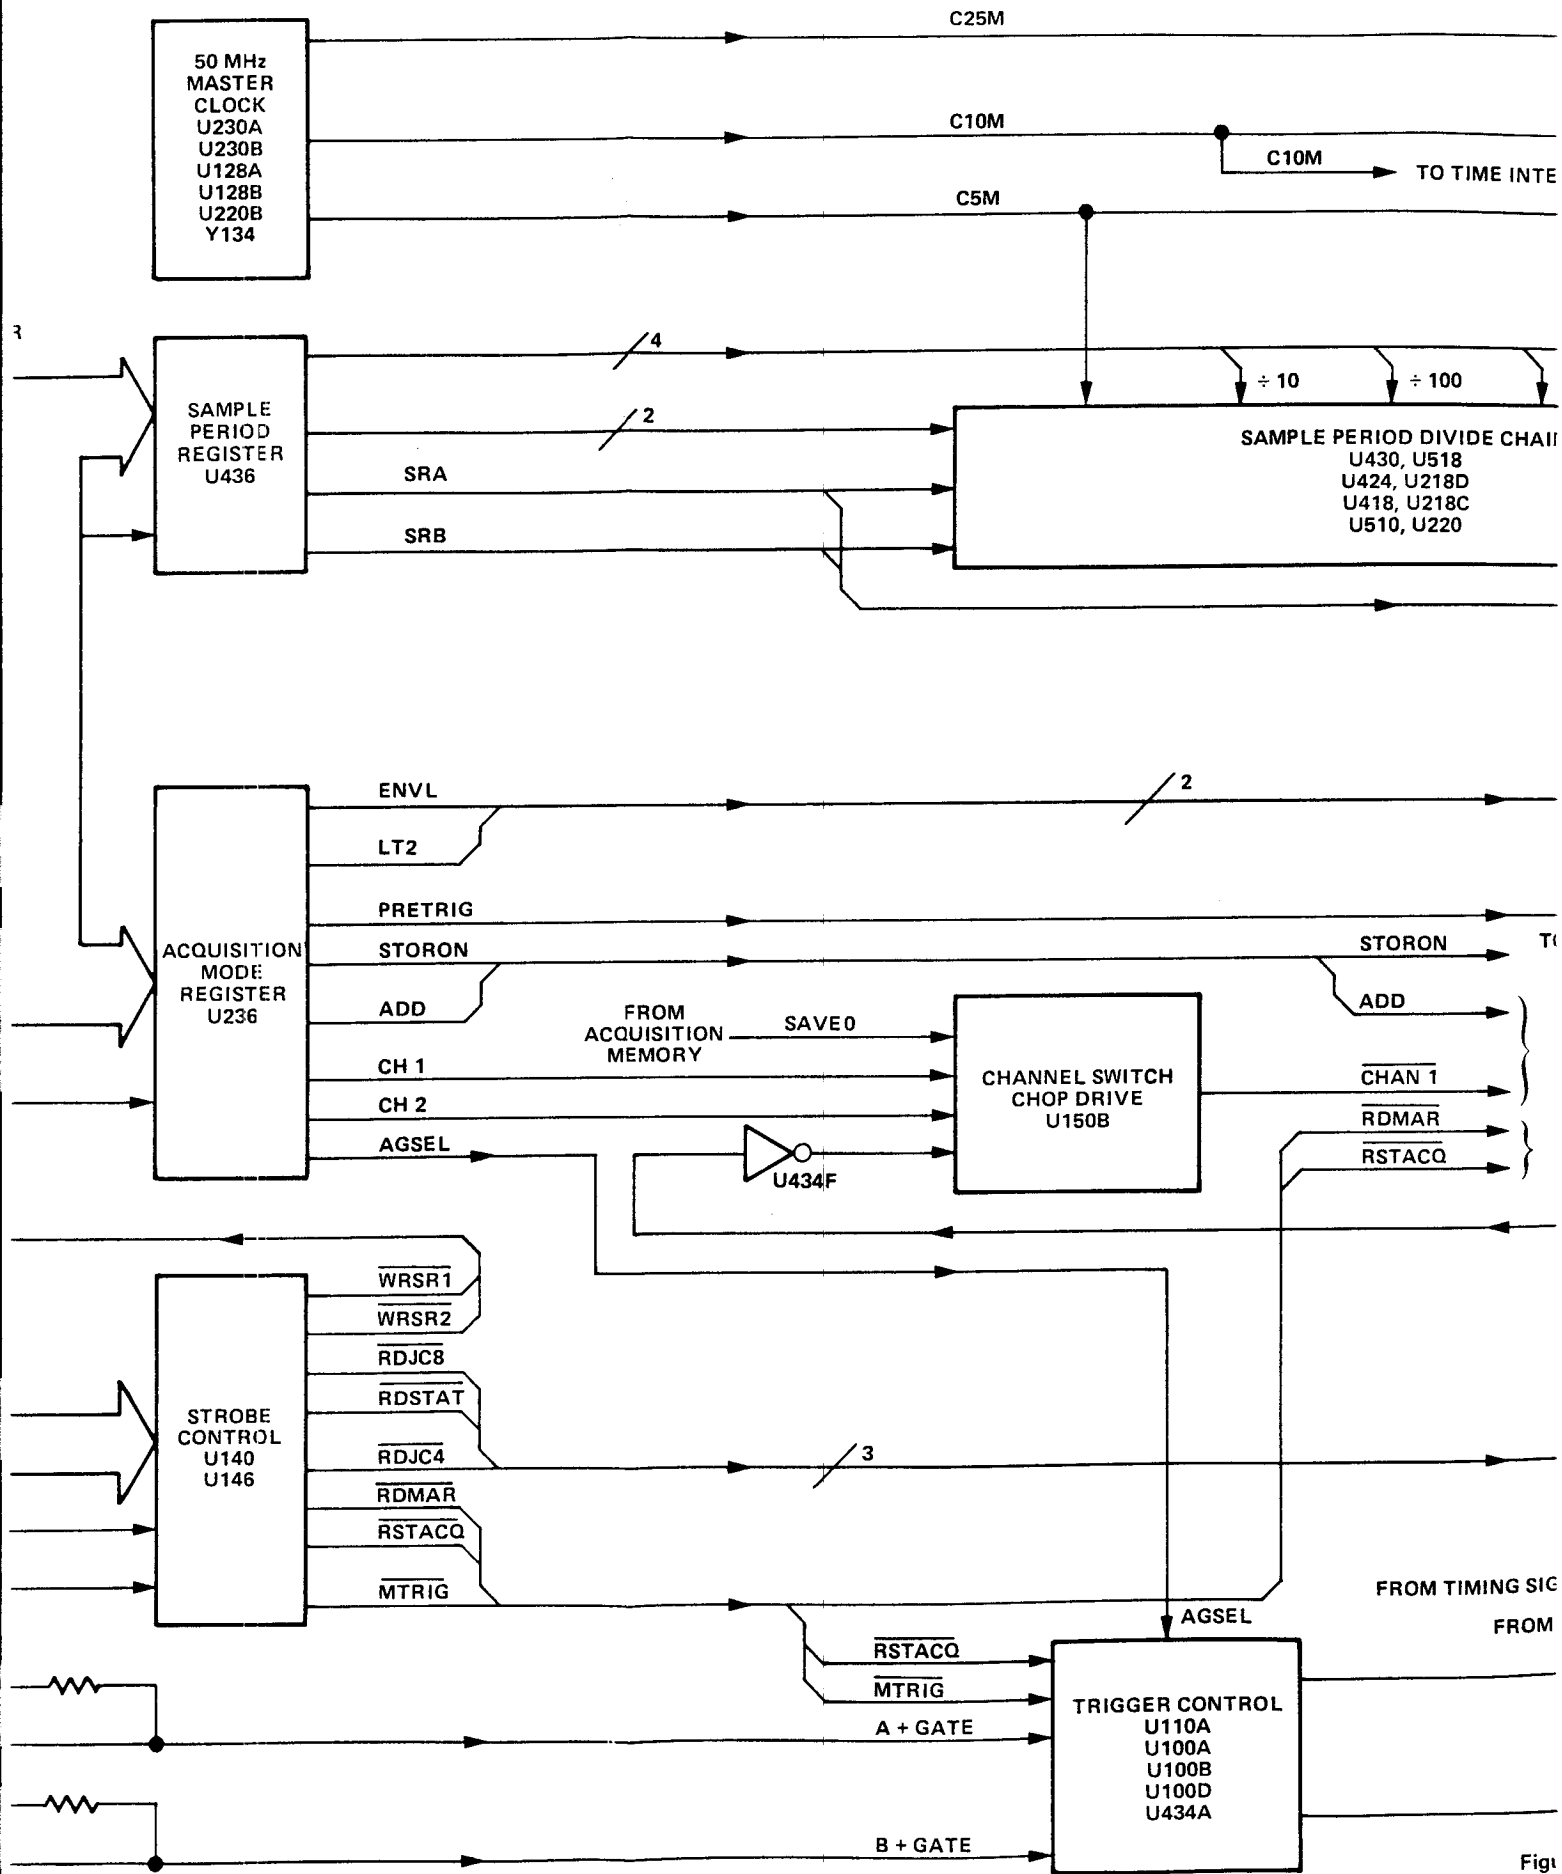 C25M
50 MHz
MASTER
CLOCK
U230A
U230B
U128A
U128B
U220B
Y134
C10M
C10M
TO TIME INTE
C5M
R
4
÷ 10
÷ 100
2
SAMPLE
PERIOD
REGISTER
U436
SRA
SRB
SAMPLE PERIOD DIVIDE CHAI
U430, U518
U424, U218D
U418, U218C
U510, U220
ENVL
2
LT2
PRETRIG
ACQUISITION
MODE
REGISTER
U236
STORON
STORON
TO
ADD
ADD
FROM
ACQUISITION
MEMORY
SAVE0
CH 1
CH 2
AGSEL
CHANNEL SWITCH
CHOP DRIVE
U150B
CHAN 1
RDMAR
RSTACQ
U434F
WRSR1
WRSR2
RDJC8
RDSTAT
STROBE
CONTROL
U140
U146
RDJC4
3
RDMAR
RSTACQ
MTRIG
FROM TIMING SIG
FROM
AGSEL
RSTACQ
MTRIG
A + GATE
TRIGGER CONTROL
U110A
U100A
U100B
U100D
U434A
B + GATE
Figu